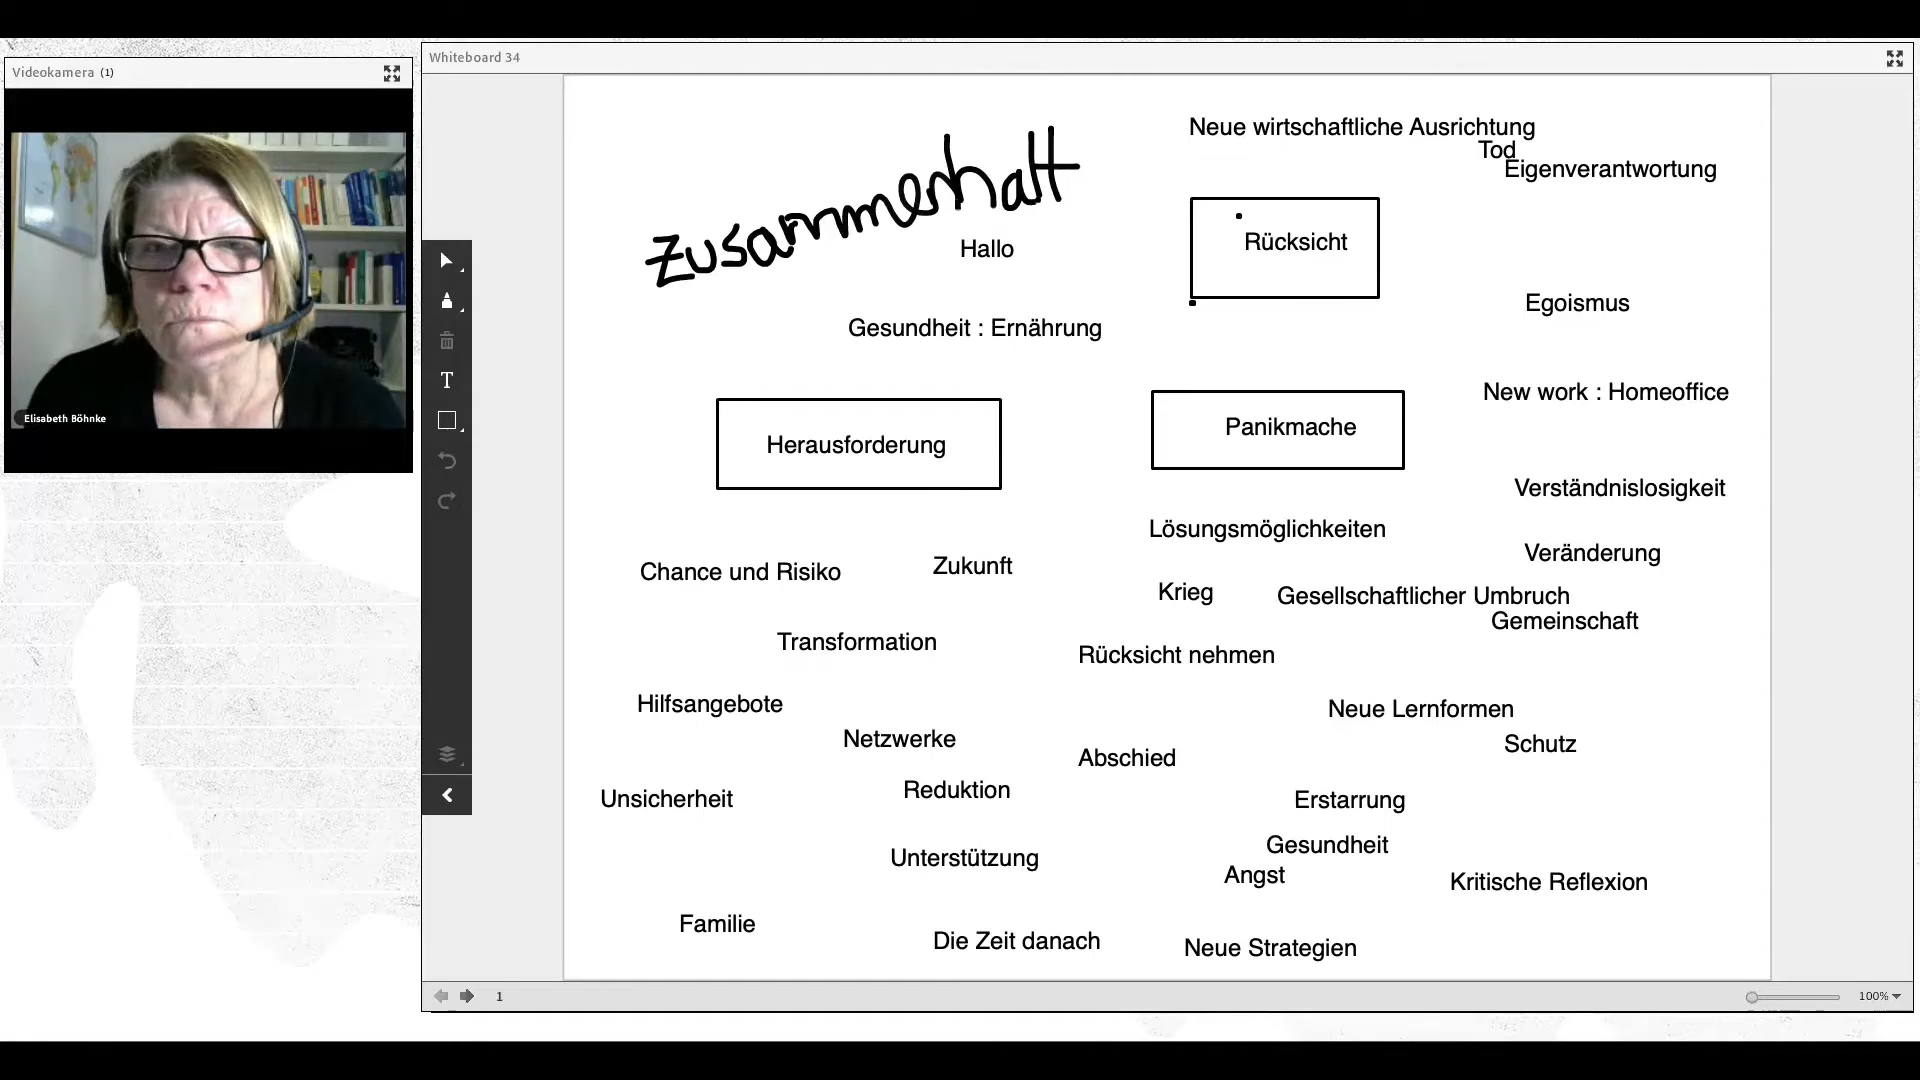 Videokamera (1)
Elisabeth Böhnke
Whiteboard 34
Neue wirtschaftliche Ausrichtung
Tod
Eigenverantwortung
zusammenhalt
Hallo
Rücksicht
Egoismus
Gesundheit : Ernährung
New work : Homeoffice
Herausforderung
Panikmache
Verständnislosigkeit
Lösungsmöglichkeiten
Veränderung
Chance und Risiko
Zukunft
Krieg
Gesellschaftlicher Umbruch
Gemeinschaft
Transformation
Rücksicht nehmen
Hilfsangebote
Neue Lernformen
Netzwerke
Schutz
Abschied
Reduktion
Unsicherheit
Erstarrung
Gesundheit
Unterstützung
Angst
Kritische Reflexion
Familie
Die Zeit danach
Neue Strategien
T
1
100%